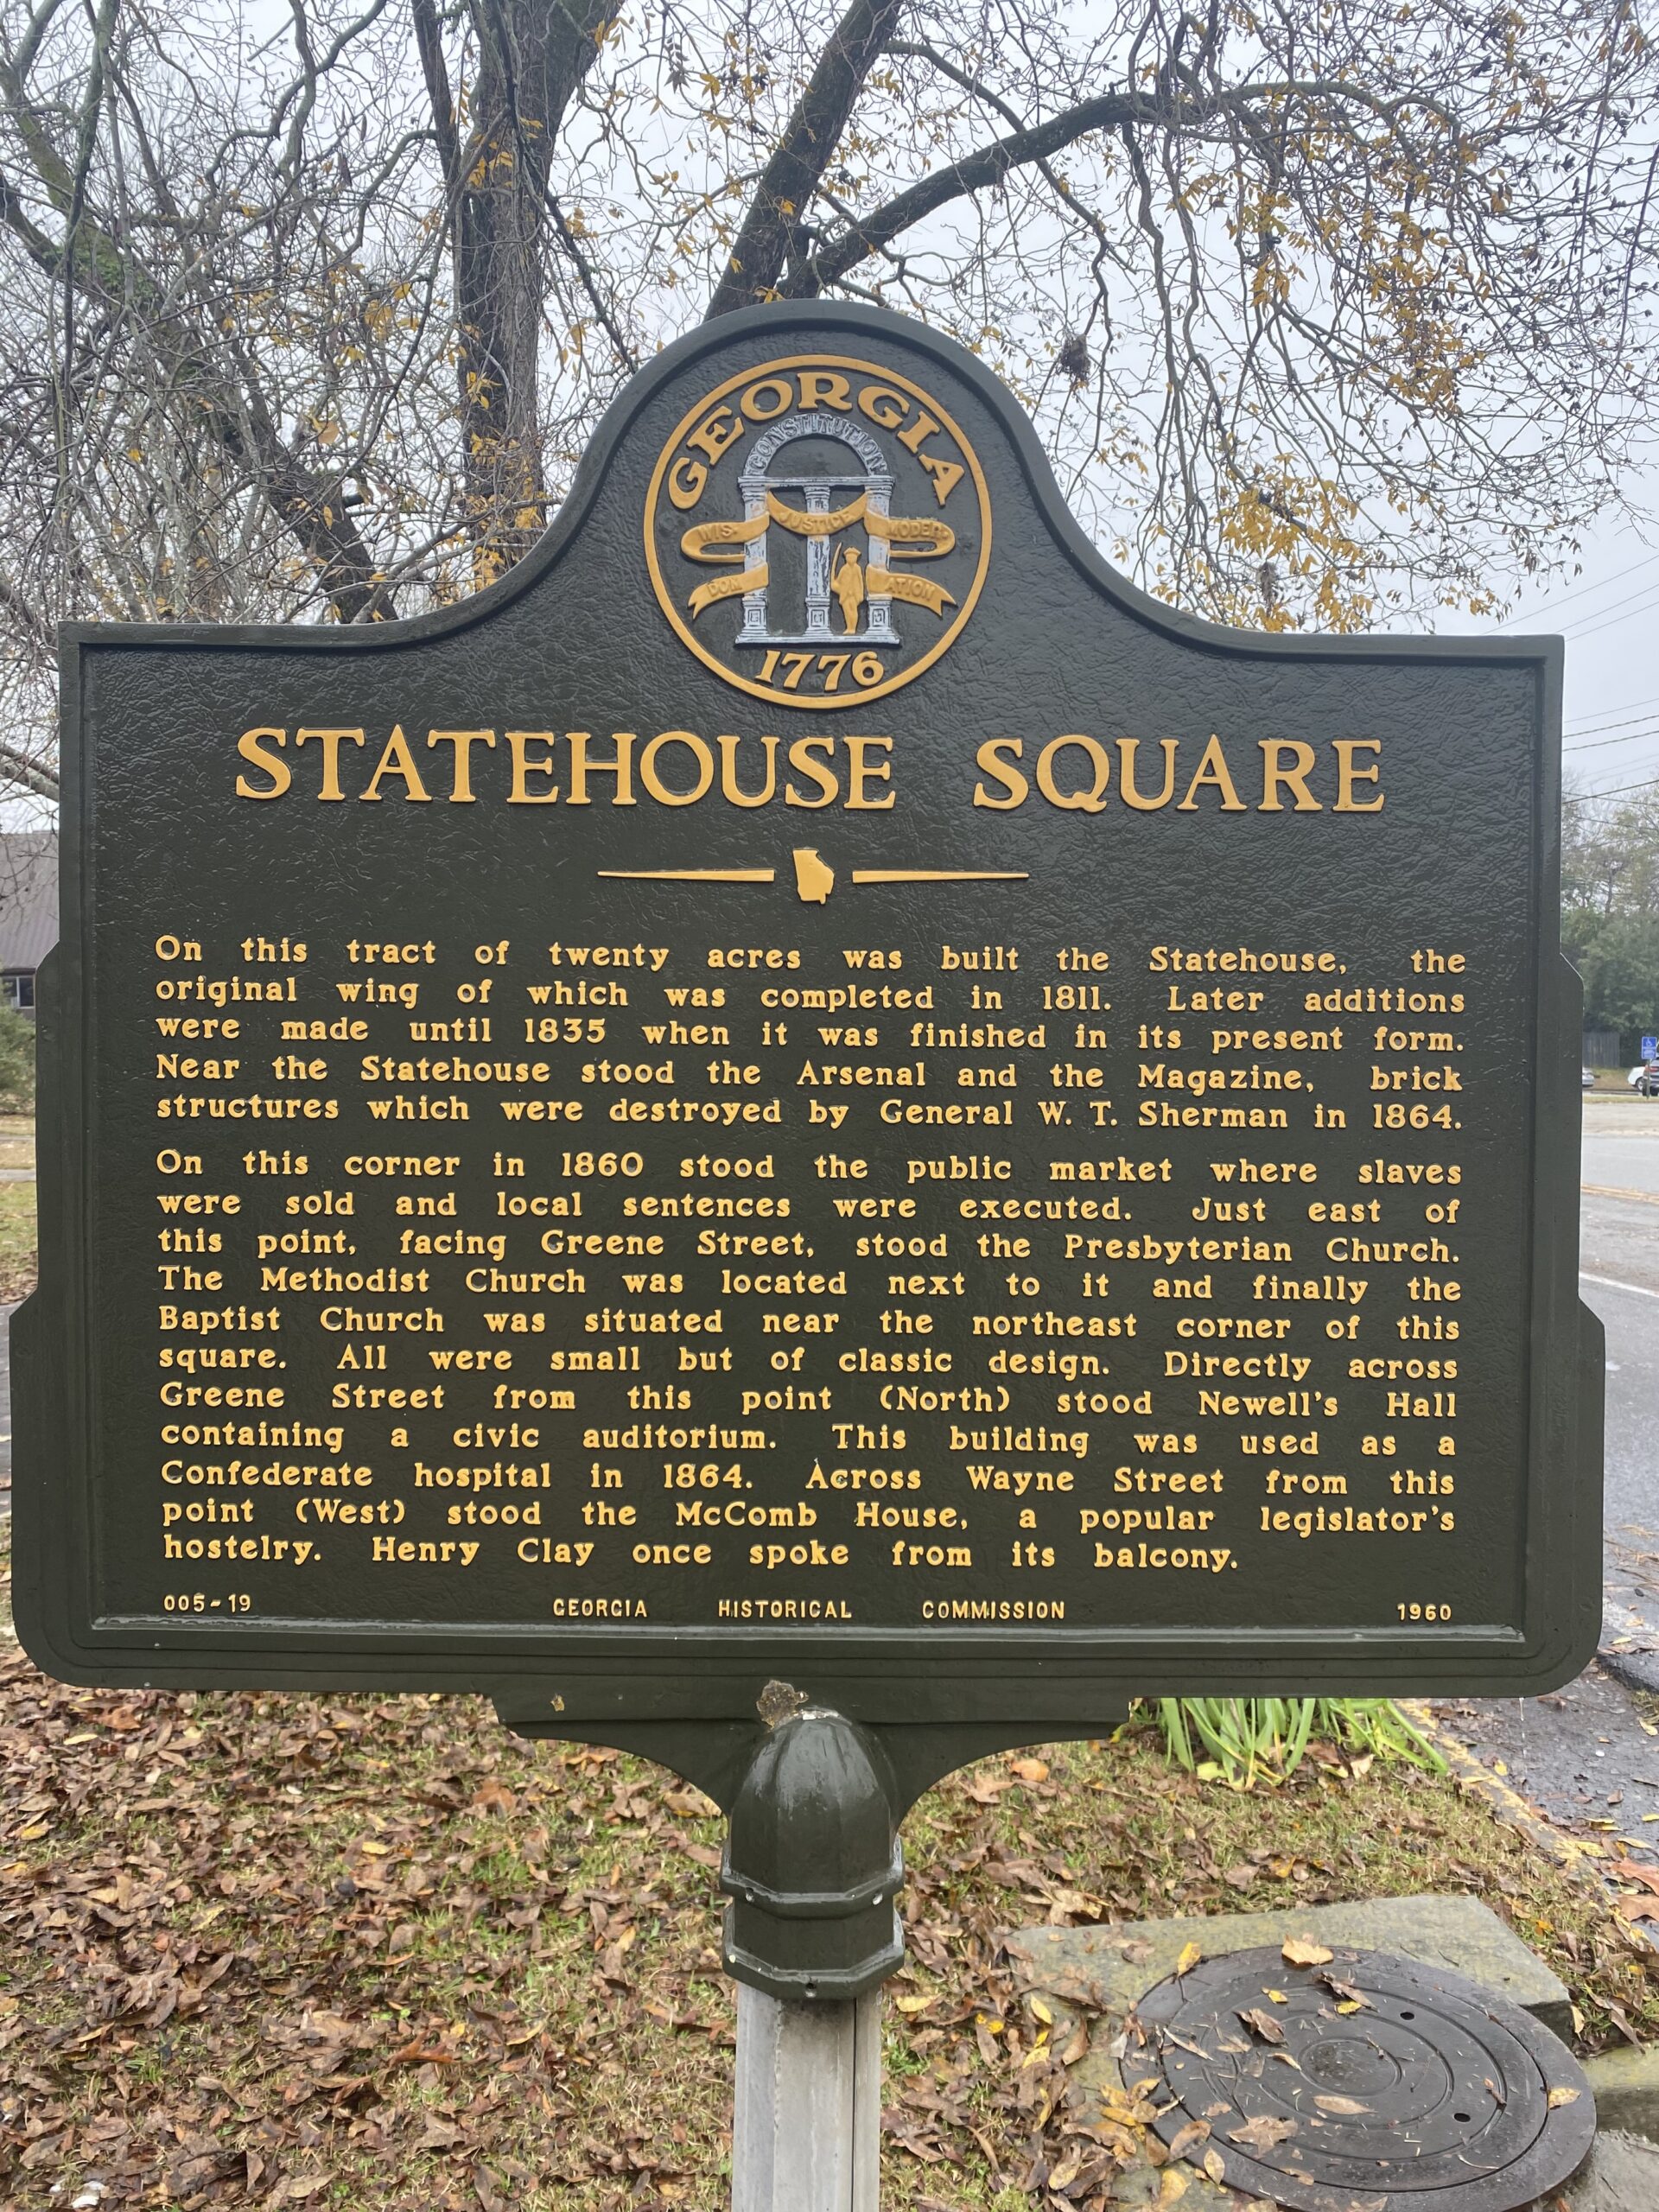 GEORGIA
CONSTITUTION
WIS- JUSTICE MODER-
DOM ATION
1776
STATEHOUSE SQUARE
On this tract of twenty acres was built the Statehouse, the
original wing of which was completed in 1811. Later additions
were made until 1835 when it was finished in its present form.
Near the Statehouse stood the Arsenal and the Magazine, brick
structures which were destroyed by General W. T. Sherman in 1864.
On this corner in 1860 stood the public market where slaves
were sold and local sentences were executed. Just east of
this point, facing Greene Street, stood the Presbyterian Church.
The Methodist Church was located next to it and finally the
Baptist Church was situated near the northeast corner of this
square. All were small but of classic design. Directly across
Greene Street from this point (North) stood Newell's Hall
containing a civic auditorium. This building was used as a
Confederate hospital in 1864. Across Wayne Street from this
point (West) stood the McComb House, a popular legislator's
hostelry. Henry Clay once spoke from its balcony.
005-19 GEORGIA HISTORICAL COMMISSION 1960